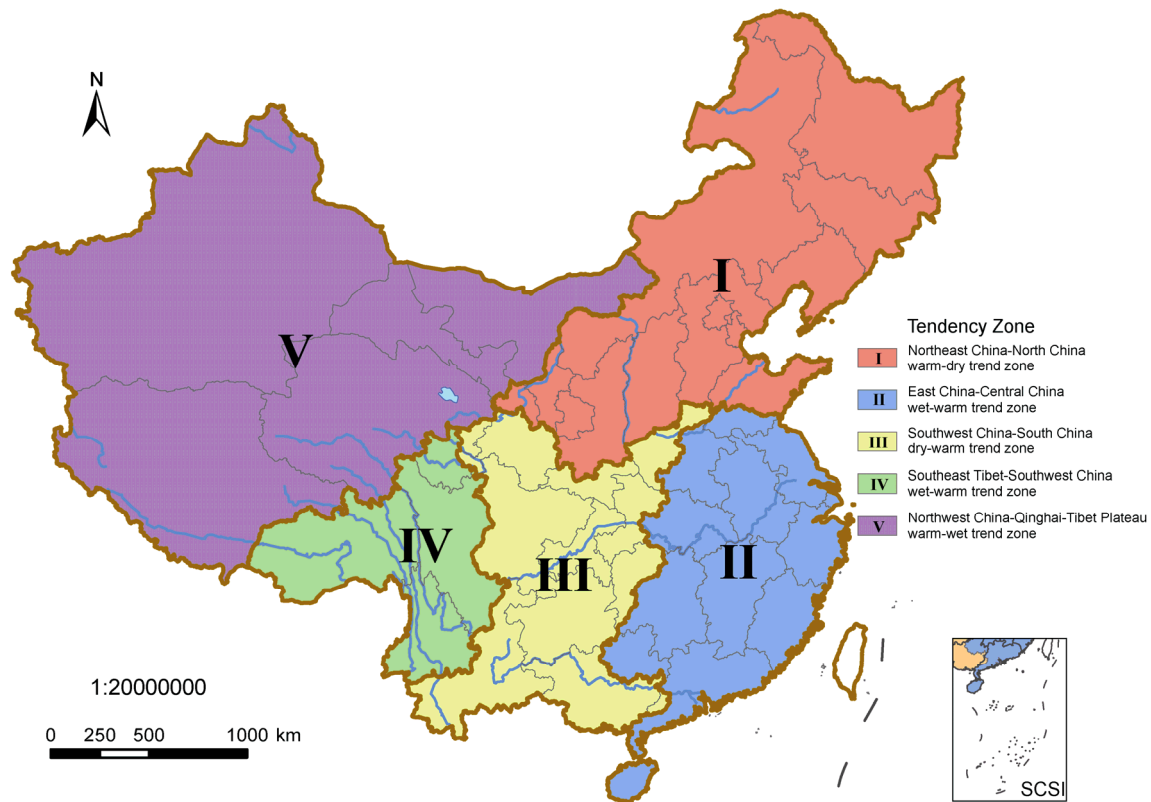 N
I
V
IV
III
II
Tendency Zone
I
Northeast China-North China
warm-dry trend zone
II
East China-Central China
wet-warm trend zone
III
Southwest China-South China
dry-warm trend zone
IV
Southeast Tibet-Southwest China
wet-warm trend zone
V
Northwest China-Qinghai-Tibet Plateau
warm-wet trend zone
1:20000000
0 250 500 1000 km
SCSI